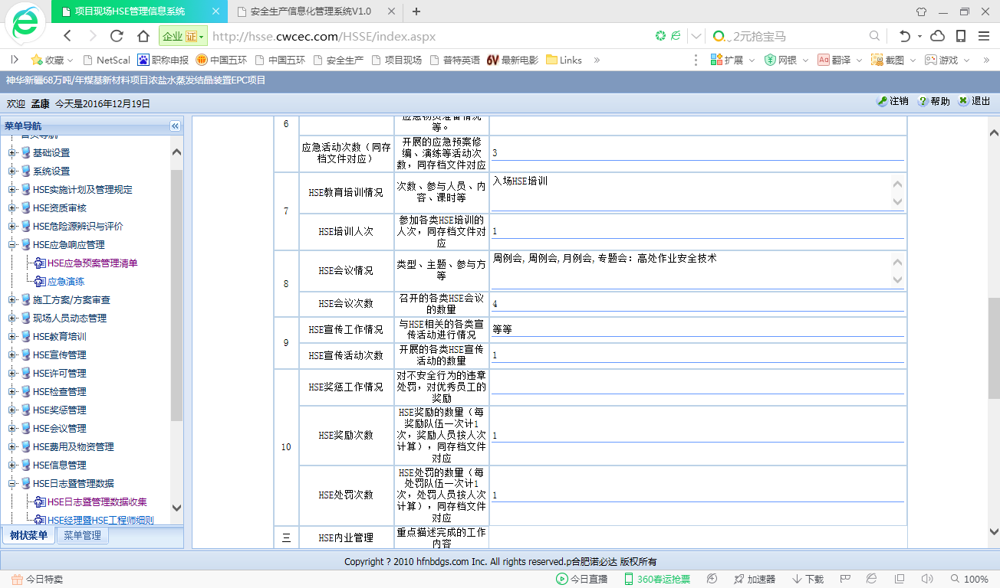 项目现场HSE管理信息系统
安全生产信息化管理系统V1.0
企业 证
http://hsse.cwcec.com/HSSE/index.aspx
2元抢宝马
收藏
NetScal
职称申报
中国五环
中国五环
安全生产
项目现场
普特英语
6V 最新电影
Links
扩展
网银
Aa 翻译
截图
游戏
神华新疆68万吨/年煤基新材料项目浓盐水蒸发结晶装置EPC项目
欢迎 孟康 今天是2016年12月19日
注销
帮助
退出
菜单导航
基础设置
系统设置
HSE实施计划及管理规定
HSE资质审核
HSE危险源辨识与评价
HSE应急响应管理
HSE应急预案管理清单
应急演练
施工方案/方案审查
现场人员动态管理
HSE教育培训
HSE宣传管理
HSE许可管理
HSE检查管理
HSE奖惩管理
HSE会议管理
HSE费用及物资管理
HSE信息管理
HSE日志暨管理数据
HSE日志暨管理数据收集
HSE经理暨HSE工程师细则
树状菜单
菜单管理
6
应急物资准备情况
等。
应急活动次数（同存
档文件对应）
开展的应急预案修
编、演练等活动次
数，同存档文件对应
3
7
HSE教育培训情况
次数、参与人员、内
容、课时等
入场HSE培训
HSE培训人次
参加各类HSE培训的
人次，同存档文件对
应
1
8
HSE会议情况
类型、主题、参与方
等
周例会,周例会,月例会,专题会：高处作业安全技术
HSE会议次数
召开的各类HSE会议
的数量
4
9
HSE宣传工作情况
与HSE相关的各类宣
传活动进行情况
等等
HSE宣传活动次数
开展的各类HSE宣传
活动的数量
1
10
HSE奖惩工作情况
对不安全行为的违章
处罚，对优秀员工的
奖励
HSE奖励次数
HSE奖励的数量（每
奖励队伍一次计1
次，奖励人员按人次
计算），同存档文件
对应
1
HSE处罚次数
HSE处罚的数量（每
处罚队伍一次计1
次，处罚人员按人次
计算），同存档文件
对应
1
三
HSE内业管理
重点描述完成的工作
内容
Copyright ? 2010 hfnbdgs.com Inc. All rights reserved.p合肥诺必达 版权所有
今日特卖
今日直播
360春运抢票
加速器
下载
100%